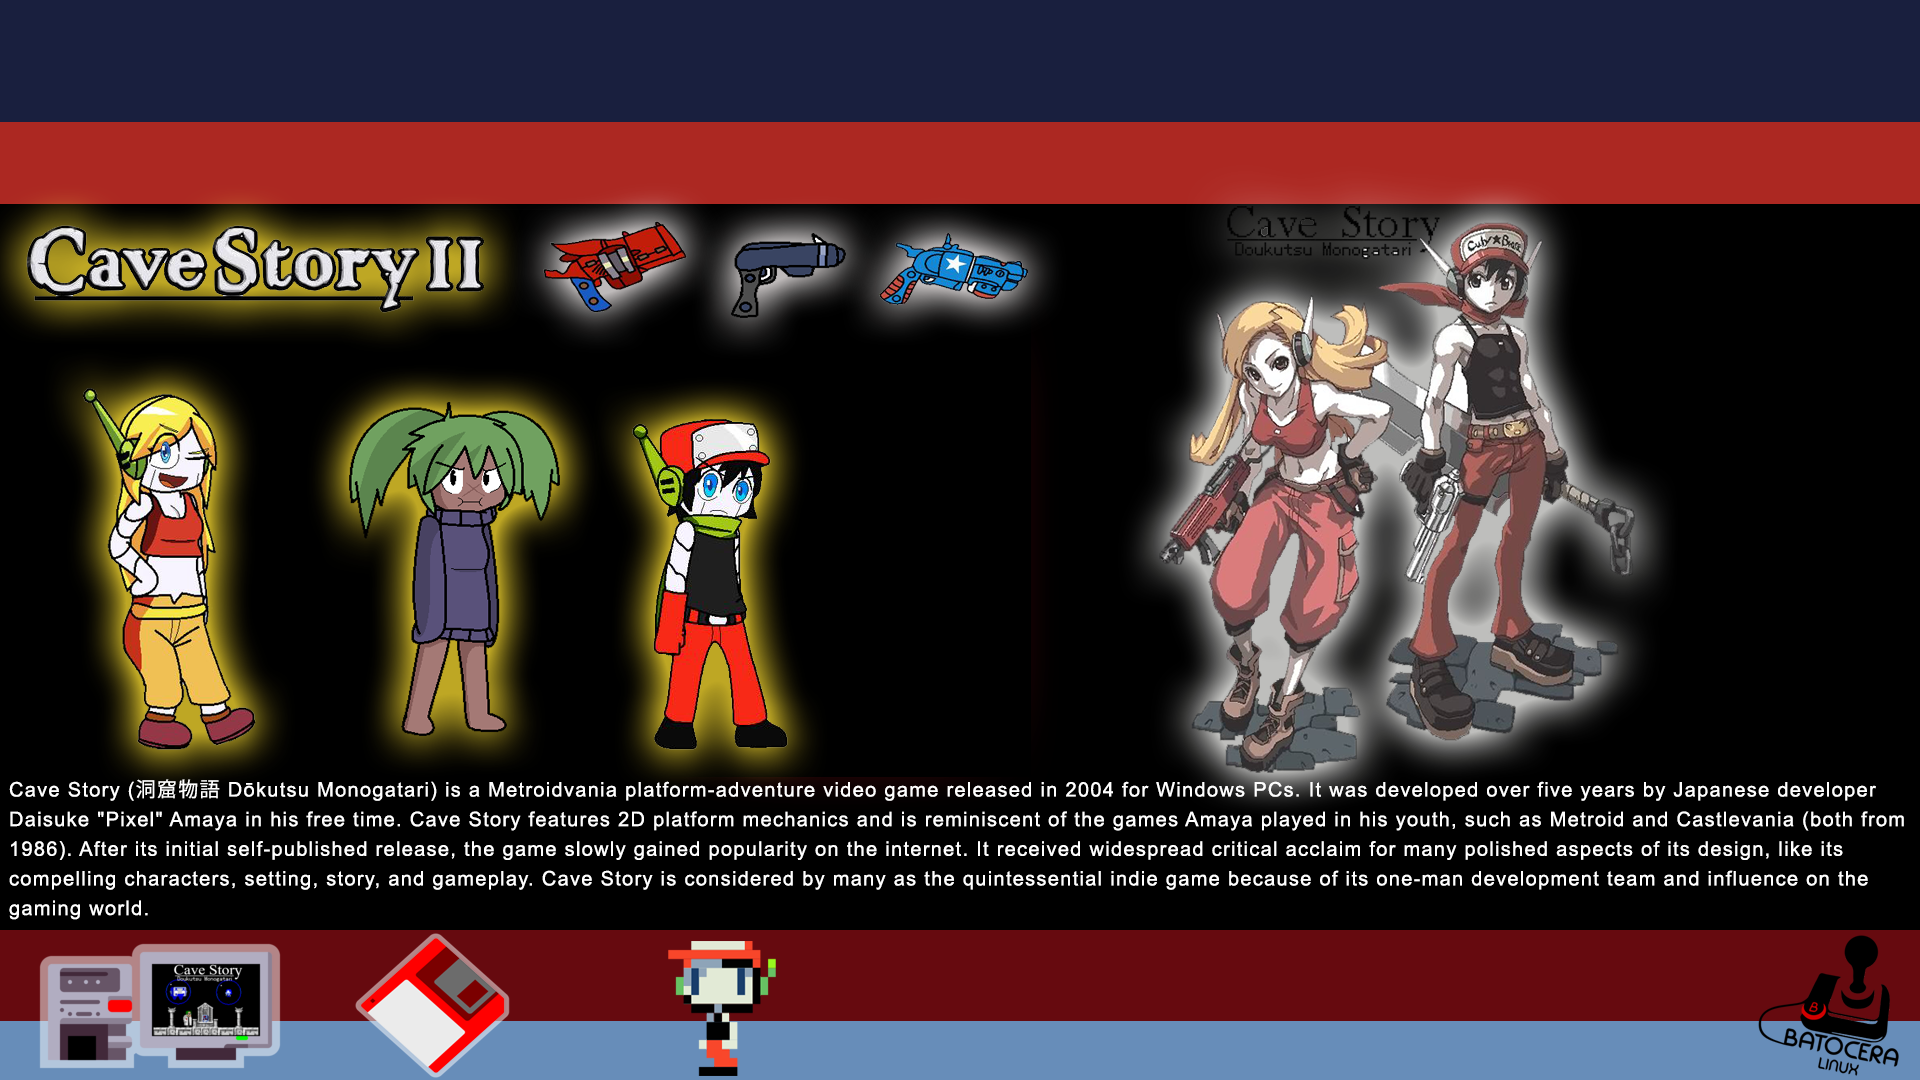 Cave Story II
Cave Story
Doukutsu Monogatari
Cave Story (洞窟物語 Dōkutsu Monogatari) is a Metroidvania platform-adventure video game released in 2004 for Windows PCs. It was developed over five years by Japanese developer
Daisuke "Pixel" Amaya in his free time. Cave Story features 2D platform mechanics and is reminiscent of the games Amaya played in his youth, such as Metroid and Castlevania (both from
1986). After its initial self-published release, the game slowly gained popularity on the internet. It received widespread critical acclaim for many polished aspects of its design, like its
compelling characters, setting, story, and gameplay. Cave Story is considered by many as the quintessential indie game because of its one-man development team and influence on the
gaming world.
Cave Story
Doukutsu Monogatari
B
BATOCERA
LINUX